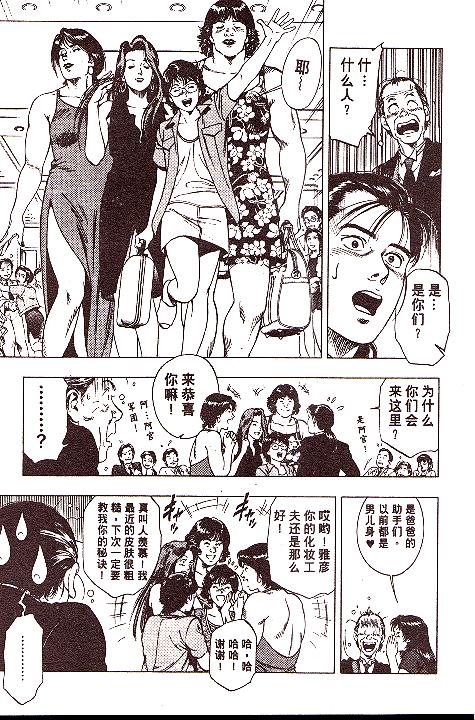 什…
什么人？
耶～
是…
是你们？
为什么
你们会
来这里？
是阿宫！
来恭喜
你嘛！
阿…阿宫
军团！
…………？
是爸爸的
助手们。
以前都是
男儿身♥
哎哟！雅彦
你的化妆工
夫还是那么
好！
哈・哈
哈哈！
谢谢！
真叫人羡慕！我
最近的皮肤很粗
糙，下次一定要
教我你的秘诀！
…………